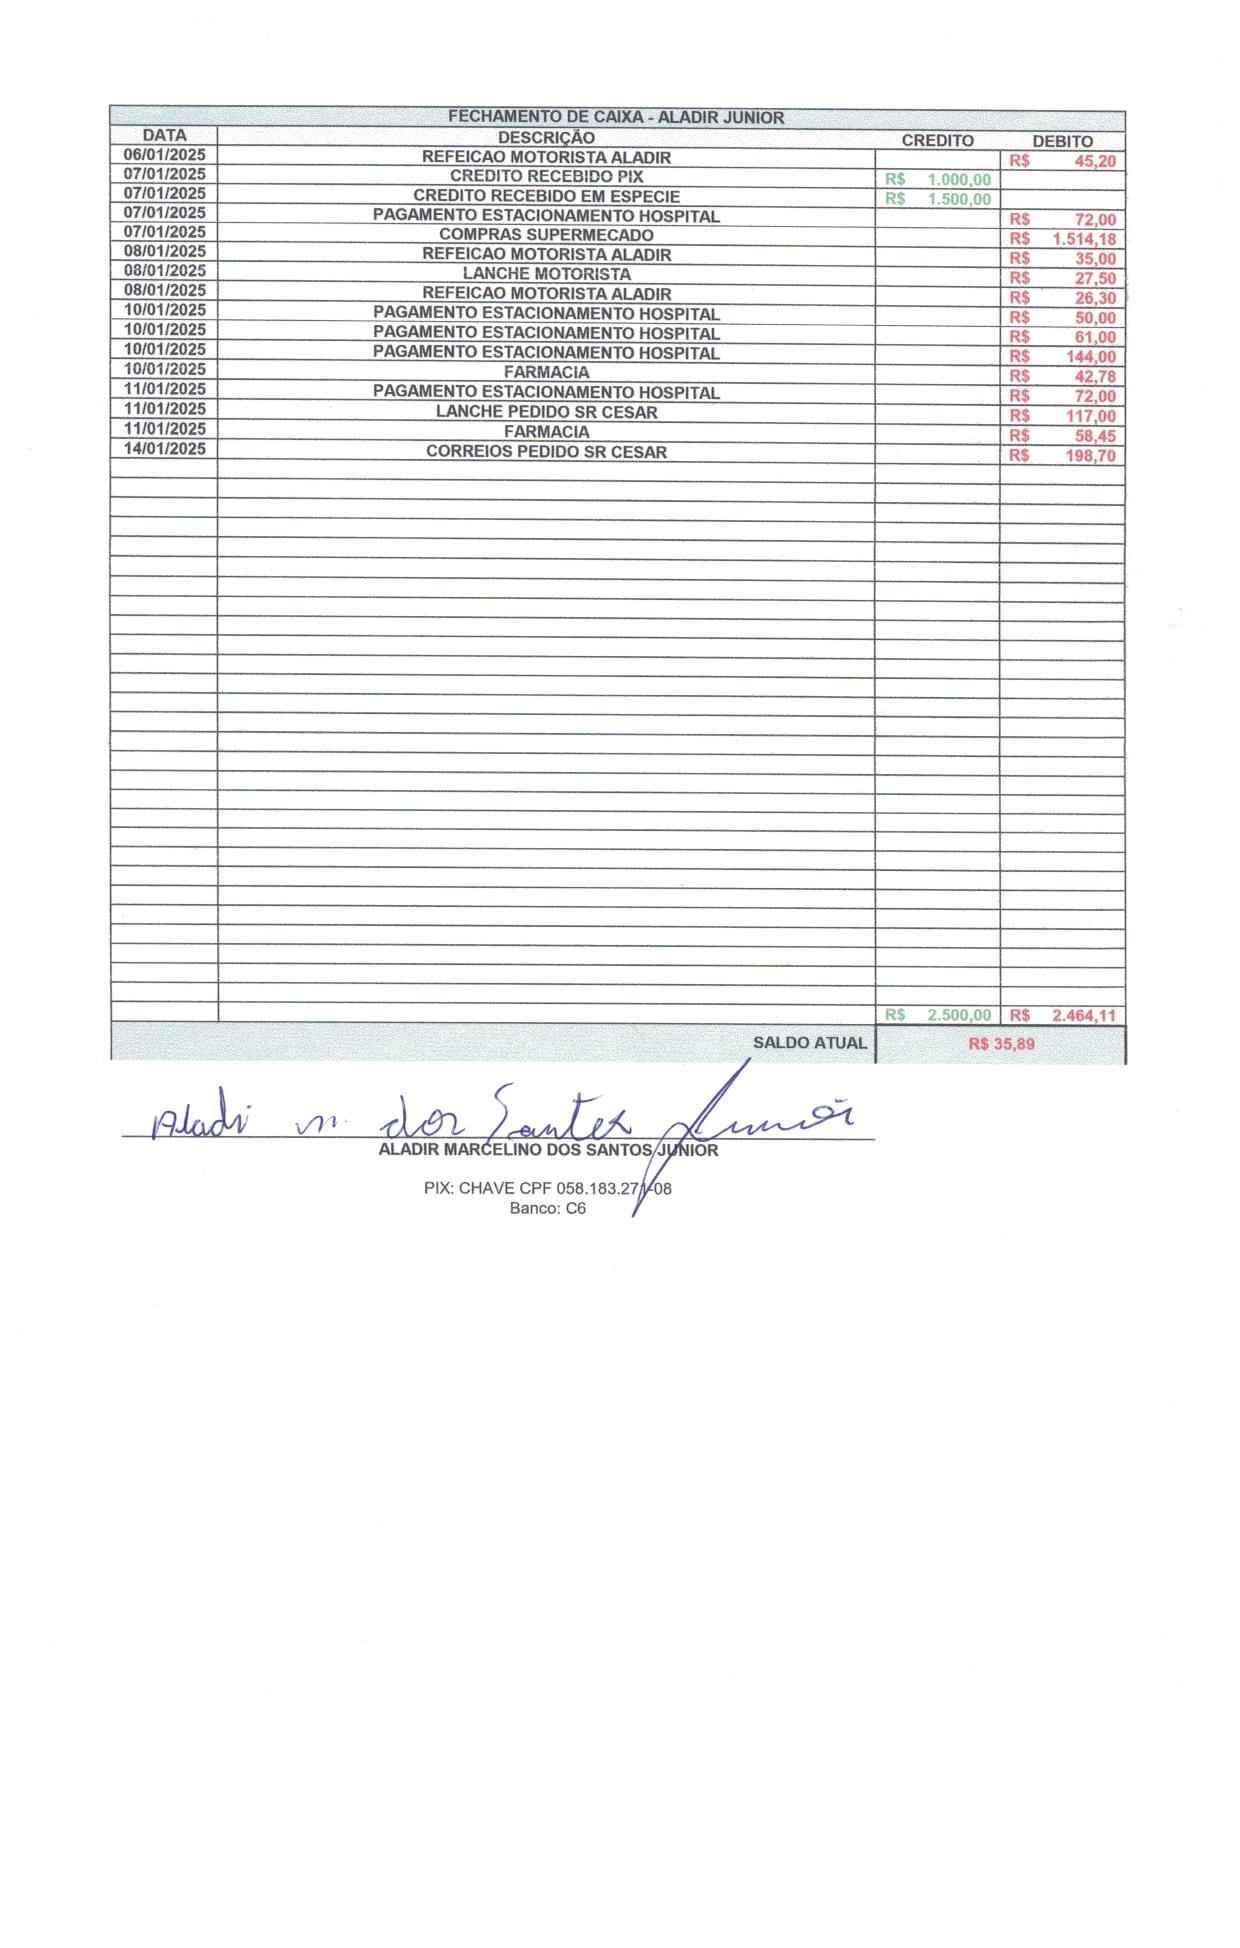 FECHAMENTO DE CAIXA - ALADIR JUNIOR
DATA DESCRIÇÃO CREDITO DEBITO
06/01/2025 REFEICAO MOTORISTA ALADIR R$ 45,20
07/01/2025 CREDITO RECEBIDO PIX R$ 1.000,00
07/01/2025 CREDITO RECEBIDO EM ESPECIE R$ 1.500,00
07/01/2025 PAGAMENTO ESTACIONAMENTO HOSPITAL R$ 72,00
07/01/2025 COMPRAS SUPERMECADO R$ 1.514,18
08/01/2025 REFEICAO MOTORISTA ALADIR R$ 35,00
08/01/2025 LANCHE MOTORISTA R$ 27,50
08/01/2025 REFEICAO MOTORISTA ALADIR R$ 26,30
10/01/2025 PAGAMENTO ESTACIONAMENTO HOSPITAL R$ 50,00
10/01/2025 PAGAMENTO ESTACIONAMENTO HOSPITAL R$ 61,00
10/01/2025 PAGAMENTO ESTACIONAMENTO HOSPITAL R$ 144,00
10/01/2025 FARMACIA R$ 42,78
11/01/2025 PAGAMENTO ESTACIONAMENTO HOSPITAL R$ 72,00
11/01/2025 LANCHE PEDIDO SR CESAR R$ 117,00
11/01/2025 FARMACIA R$ 58,45
14/01/2025 CORREIOS PEDIDO SR CESAR R$ 198,70
R$ 2.500,00 R$ 2.464,11
SALDO ATUAL R$ 35,89
Aladi m. dos Santos Junior
ALADIR MARCELINO DOS SANTOS JUNIOR
PIX: CHAVE CPF 058.183.271-08
Banco: C6